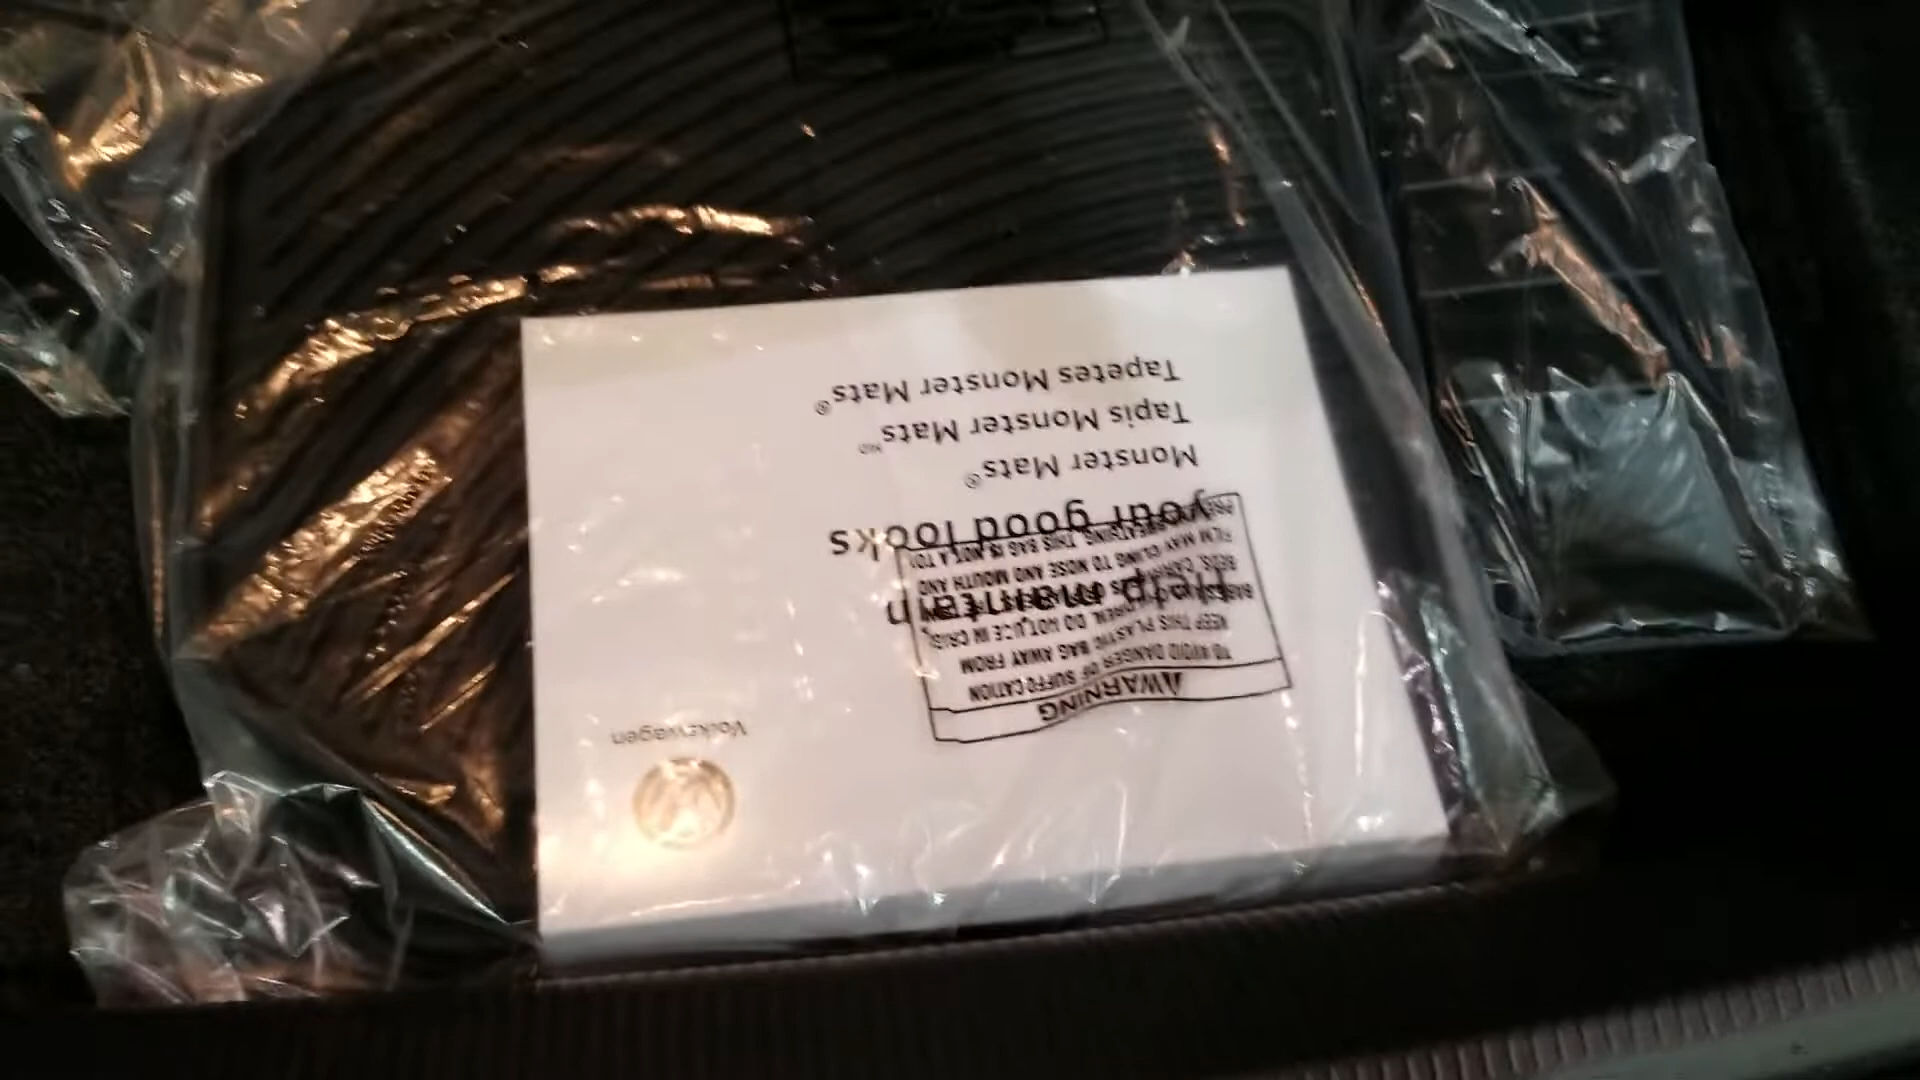 Volkswagen
⚠WARNING
TO AVOID DANGER OF SUFFOCATION
KEEP THIS PLASTIC BAG AWAY FROM
FILM MAY CLING TO NOSE AND MOUTH AND
THIS BAG IS NOT A TOY
Help maintain
your good looks
Monster Mats®
Tapis Monster Mats MD
Tapetes Monster Mats®